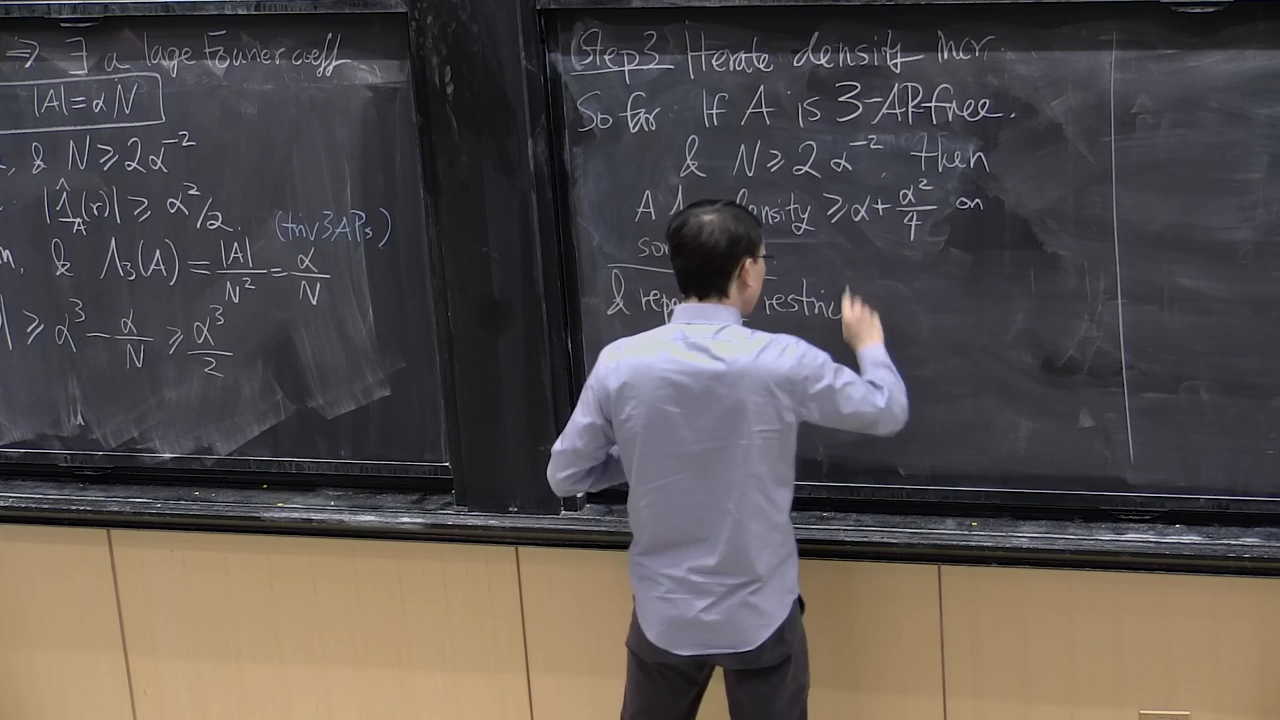 ⇒ ∃ a large Fourier coeff
|A| = αN
, & N ⩾ 2α⁻²
|1̂_A(r)| ⩾ α²/2.
(triv 3APs)
& Λ₃(A) = |A|/N² = α/N
| ⩾ α³ − α/N ⩾ α³/2
Step 3 Iterate density incr.
So far: If A is 3-AP-free.
& N ⩾ 2α⁻², then
A density ⩾ α + α²/4 on
& restric